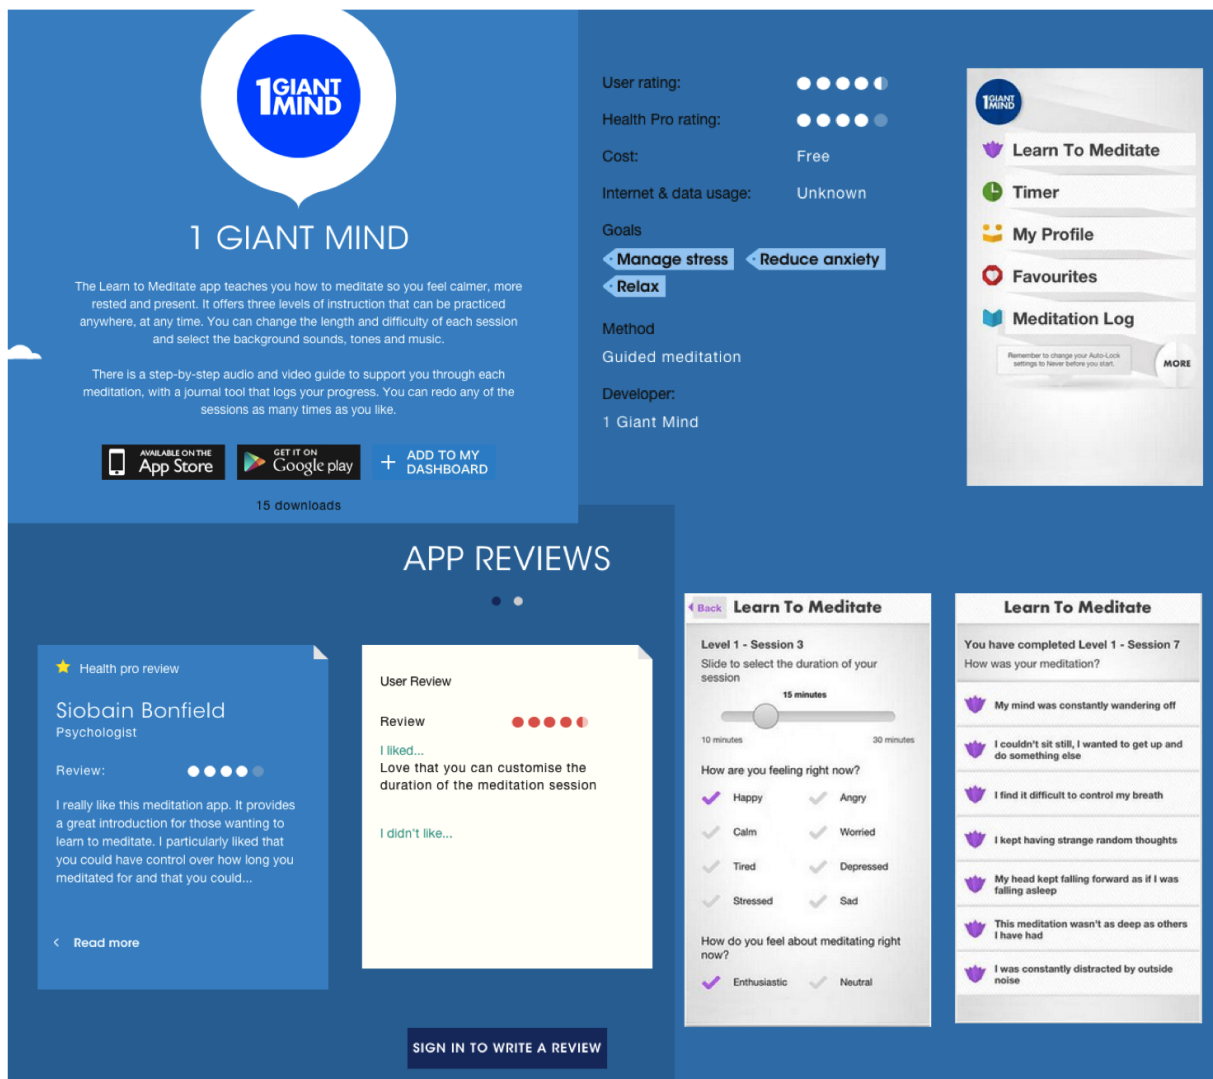 1GIANT
MIND
1 GIANT MIND
The Learn to Meditate app teaches you how to meditate so you feel calmer, more
rested and present. It offers three levels of instruction that can be practiced
anywhere, at any time. You can change the length and difficulty of each session
and select the background sounds, tones and music.
There is a step-by-step audio and video guide to support you through each
meditation, with a journal tool that logs your progress. You can redo any of the
sessions as many times as you like.
AVAILABLE ON THE
App Store
GET IT ON
Google play
+ ADD TO MY
DASHBOARD
15 downloads
User rating:
Health Pro rating:
Cost: Free
Internet & data usage: Unknown
Goals
Manage stress Reduce anxiety
Relax
Method
Guided meditation
Developer:
1 Giant Mind
1GIANT
MIND
Learn To Meditate
Timer
My Profile
Favourites
Meditation Log
Remember to change your Auto-Lock
settings to Never before you start.
MORE
APP REVIEWS
Health pro review
Siobain Bonfield
Psychologist
Review:
I really like this meditation app. It provides
a great introduction for those wanting to
learn to meditate. I particularly liked that
you could have control over how long you
meditated for and that you could...
< Read more
User Review
Review
I liked...
Love that you can customise the
duration of the meditation session
I didn't like...
SIGN IN TO WRITE A REVIEW
Back Learn To Meditate
Level 1 - Session 3
Slide to select the duration of your
session
15 minutes
10 minutes 30 minutes
How are you feeling right now?
Happy Angry
Calm Worried
Tired Depressed
Stressed Sad
How do you feel about meditating right
now?
Enthusiastic Neutral
Learn To Meditate
You have completed Level 1 - Session 7
How was your meditation?
My mind was constantly wandering off
I couldn't sit still, I wanted to get up and
do something else
I find it difficult to control my breath
I kept having strange random thoughts
My head kept falling forward as if I was
falling asleep
This meditation wasn't as deep as others
I have had
I was constantly distracted by outside
noise